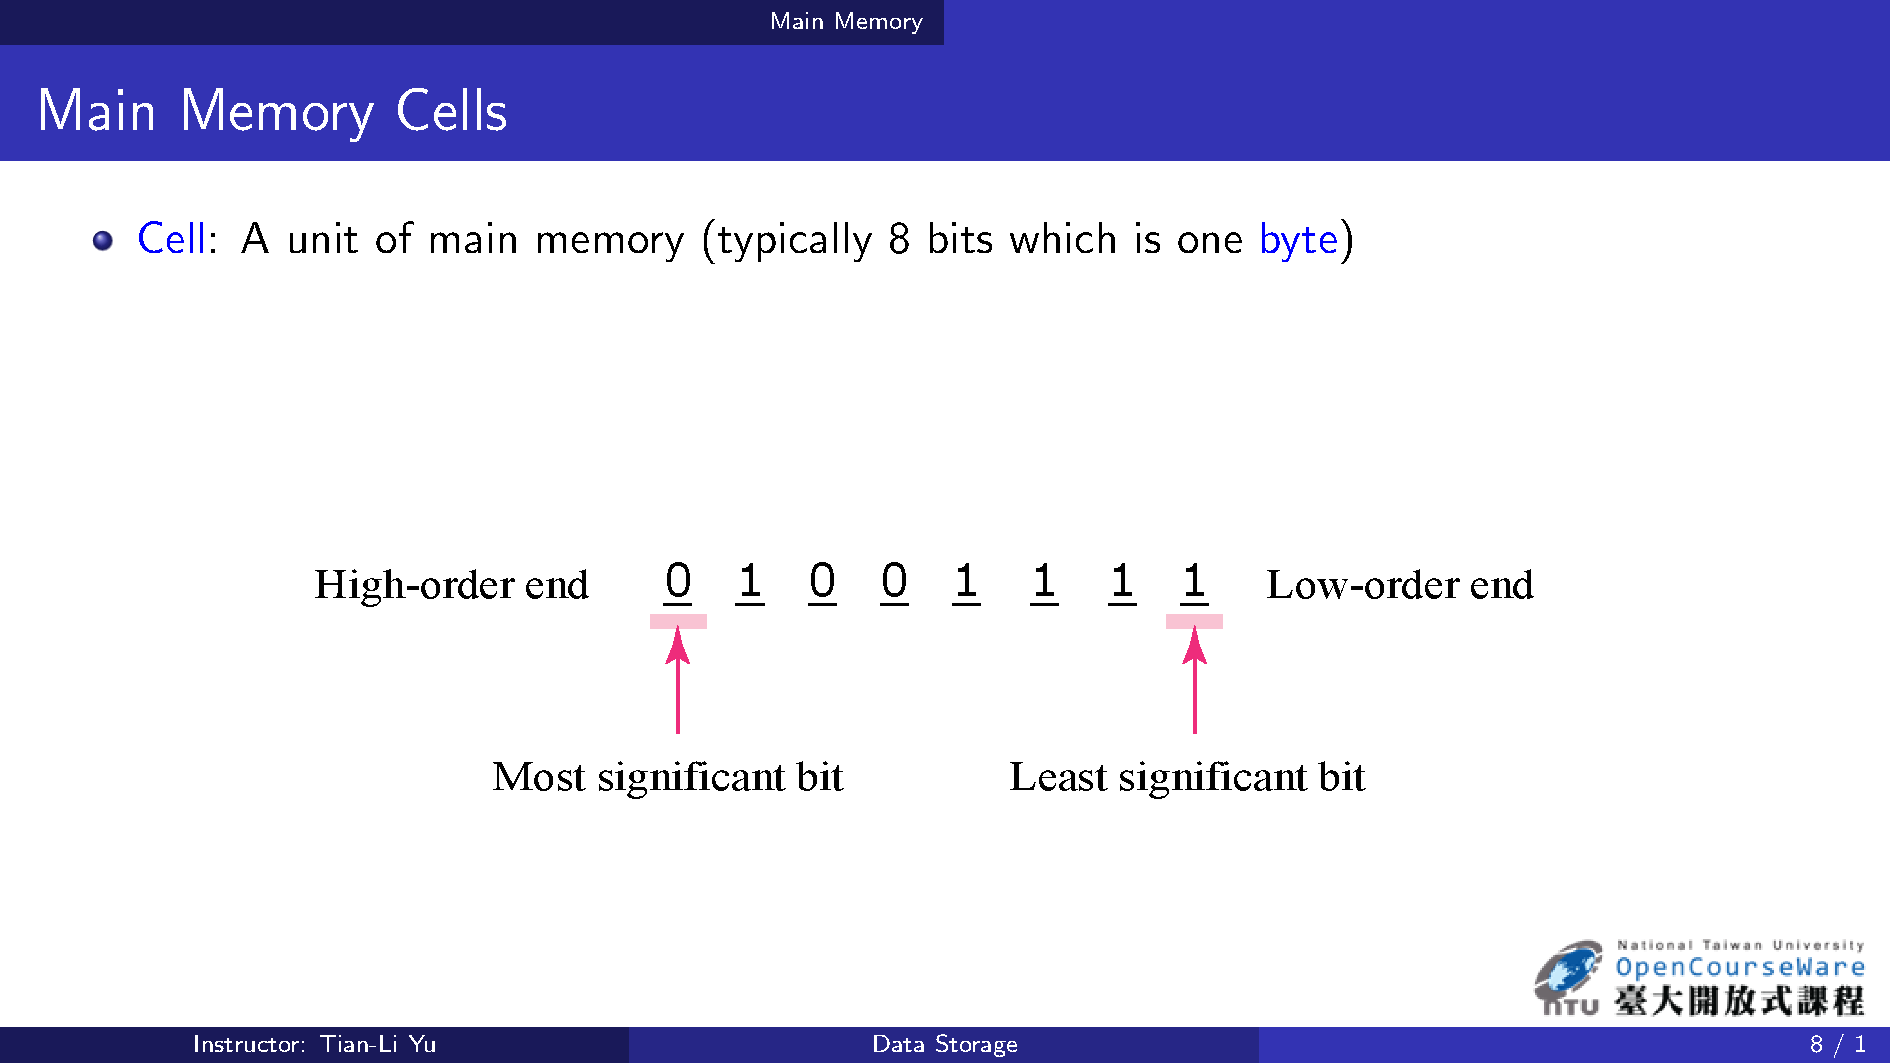 Main Memory
Main Memory Cells
Cell: A unit of main memory (typically 8 bits which is one byte)
High-order end 0 1 0 0 1 1 1 1 Low-order end
Most significant bit Least significant bit
National Taiwan University
OpenCourseWare
NTU 臺大開放式課程
Instructor: Tian-Li Yu Data Storage 8 / 1